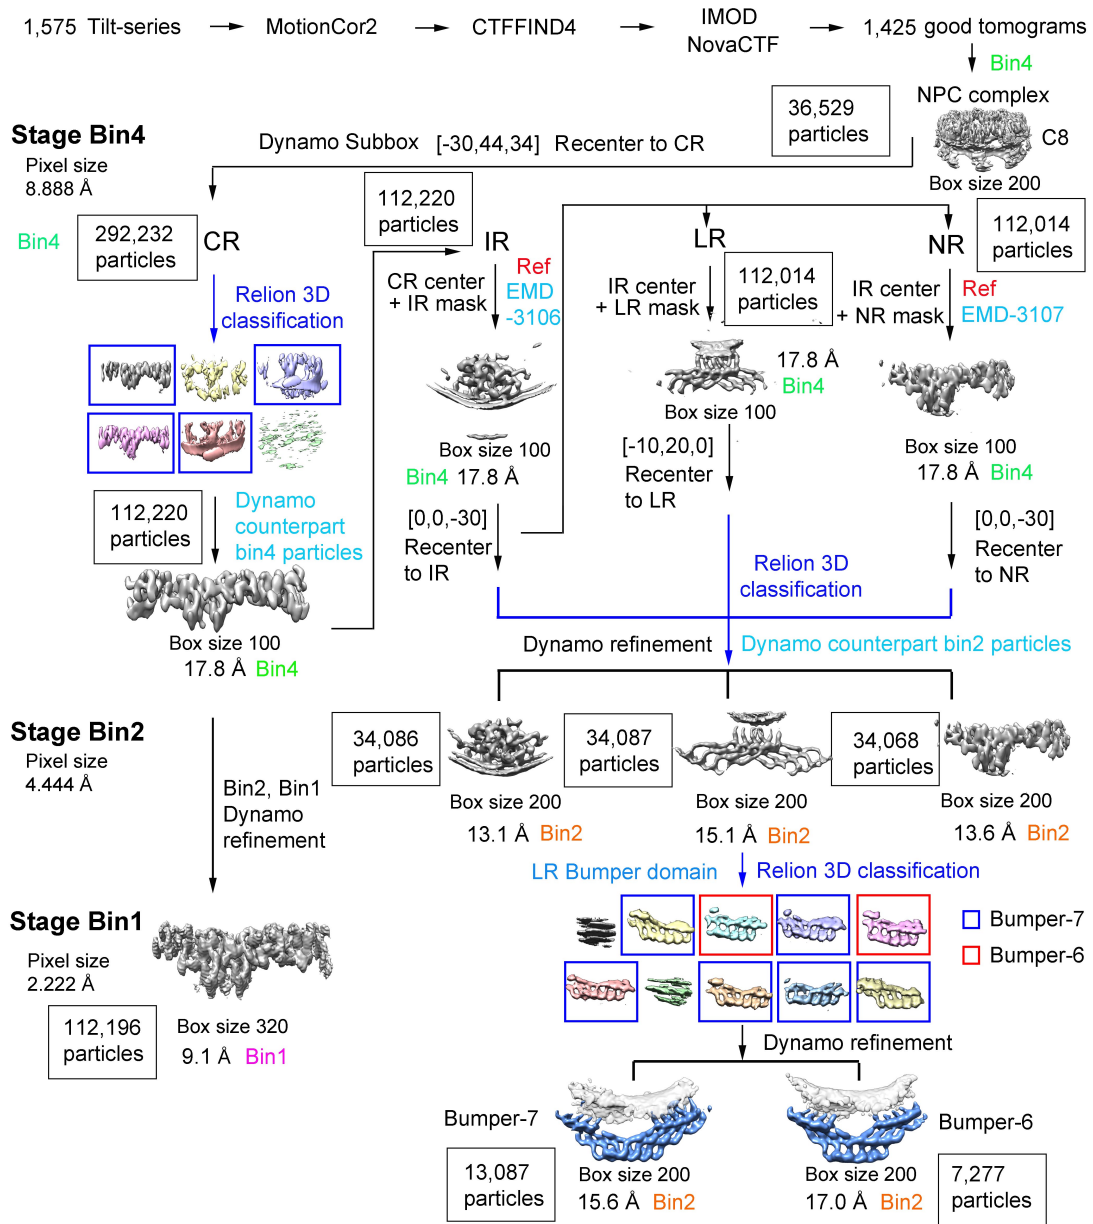 1,575 Tilt-series
MotionCor2
CTFFIND4
IMOD
NovaCTF
1,425 good tomograms
Bin4
NPC complex
36,529
particles
C8
Box size 200
Stage Bin4
Pixel size
8.888 Å
Dynamo Subbox [-30,44,34] Recenter to CR
Bin4
292,232
particles
CR
Relion 3D
classification
112,220
particles
Dynamo
counterpart
bin4 particles
Box size 100
17.8 Å Bin4
112,220
particles
IR
CR center
+ IR mask
Ref
EMD
-3106
Box size 100
Bin4 17.8 Å
[0,0,-30]
Recenter
to IR
LR
112,014
particles
IR center
+ LR mask
17.8 Å
Bin4
Box size 100
[-10,20,0]
Recenter
to LR
NR
112,014
particles
IR center
+ NR mask
Ref
EMD-3107
Box size 100
17.8 Å Bin4
[0,0,-30]
Recenter
to NR
Relion 3D
classification
Dynamo refinement
Dynamo counterpart bin2 particles
Stage Bin2
Pixel size
4.444 Å
Bin2, Bin1
Dynamo
refinement
34,086
particles
Box size 200
13.1 Å Bin2
34,087
particles
Box size 200
15.1 Å Bin2
34,068
particles
Box size 200
13.6 Å Bin2
LR Bumper domain
Relion 3D classification
Bumper-7
Bumper-6
Stage Bin1
Pixel size
2.222 Å
112,196
particles
Box size 320
9.1 Å Bin1
Dynamo refinement
Bumper-7
13,087
particles
Box size 200
15.6 Å Bin2
Bumper-6
Box size 200
17.0 Å Bin2
7,277
particles